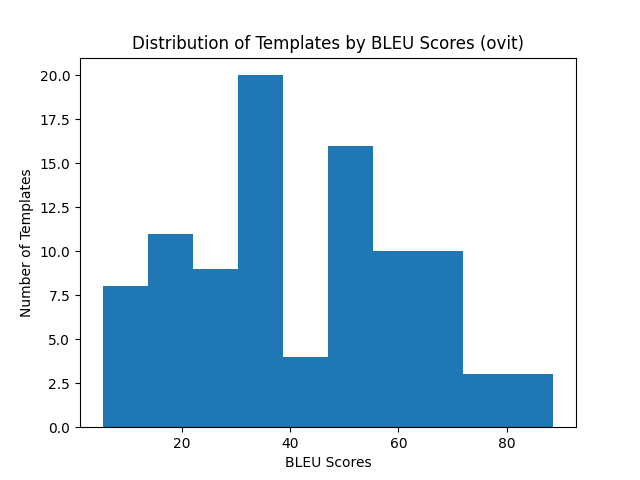 Distribution of Templates by BLEU Scores (ovit)
20.0
17.5
15.0
12.5
10.0
7.5
5.0
2.5
0.0
Number of Templates
20 40 60 80
BLEU Scores